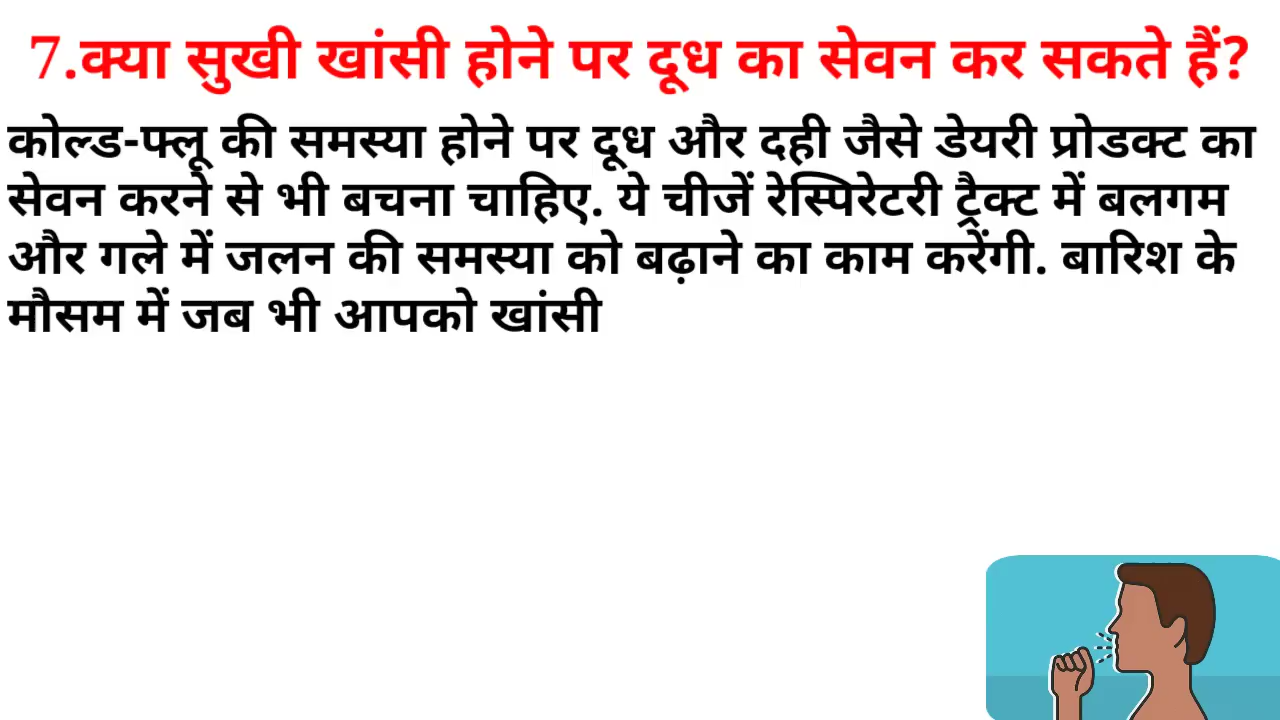 7.क्या सुखी खांसी होने पर दूध का सेवन कर सकते हैं?
कोल्ड-फ्लू की समस्या होने पर दूध और दही जैसे डेयरी प्रोडक्ट का
सेवन करने से भी बचना चाहिए. ये चीजें रेस्पिरेटरी ट्रैक्ट में बलगम
और गले में जलन की समस्या को बढ़ाने का काम करेंगी. बारिश के
मौसम में जब भी आपको खांसी